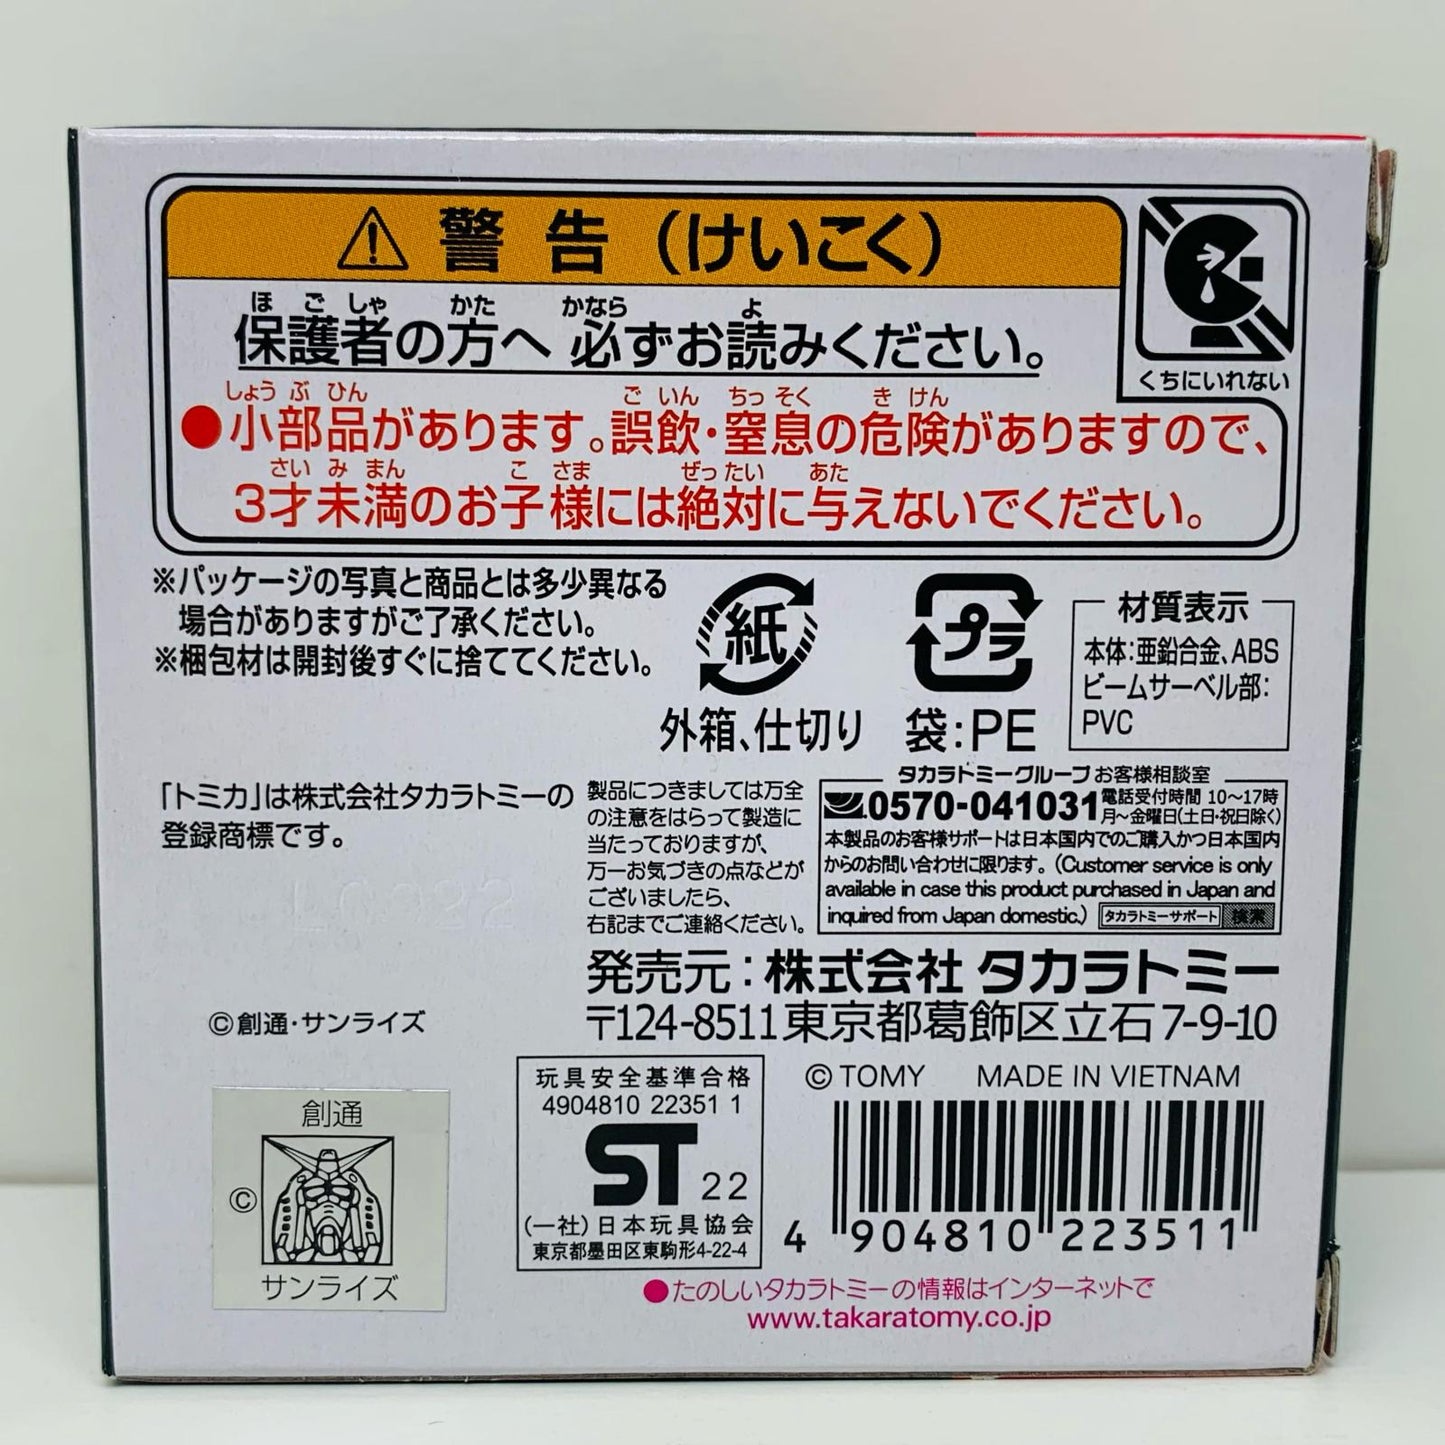 警告（けいこく）
くちにいれない
ほごしゃ かた かなら よ
保護者の方へ 必ずお読みください。
しょうぶひん ごいん ちっそく きけん
●小部品があります。誤飲・窒息の危険がありますので、
さいみまん こさま ぜったい あた
3才未満のお子様には絶対に与えないでください。
※パッケージの写真と商品とは多少異なる
場合がありますがご了承ください。
※梱包材は開封後すぐに捨ててください。
紙
外箱、仕切り
プラ
袋:PE
材質表示
本体:亜鉛合金、ABS
ビームサーベル部:
PVC
「トミカ」は株式会社タカラトミーの
登録商標です。
製品につきましては万全
の注意をはらって製造に
当たっておりますが、
万一お気づきの点などが
ございましたら、
右記までご連絡ください。
タカラトミーグループ お客様相談室
0570-041031
電話受付時間 10〜17時
月〜金曜日(土日・祝日除く)
本製品のお客様サポートは日本国内でのご購入かつ日本国内
からのお問い合わせに限ります。(Customer service is only
available in case this product purchased in Japan and
inquired from Japan domestic.) タカラトミーサポート 検索
発売元:株式会社 タカラトミー
〒124-8511 東京都葛飾区立石7-9-10
©創通・サンライズ
創通
©
サンライズ
玩具安全基準合格
4904810 22351 1
ST 22
(一社)日本玩具協会
東京都墨田区東駒形4-22-4
©TOMY MADE IN VIETNAM
4 904810 223511
●たのしいタカラトミーの情報はインターネットで
www.takaratomy.co.jp